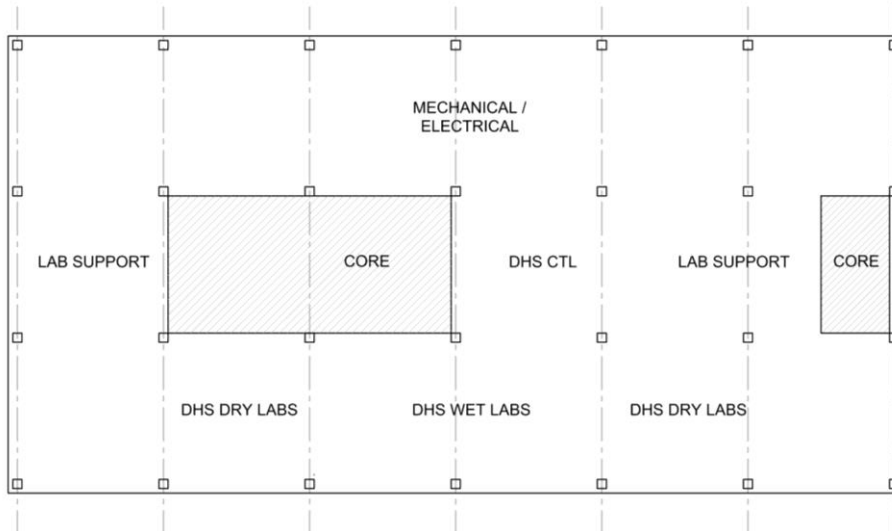 MECHANICAL /
ELECTRICAL
LAB SUPPORT
CORE
DHS CTL
LAB SUPPORT
CORE
DHS DRY LABS
DHS WET LABS
DHS DRY LABS